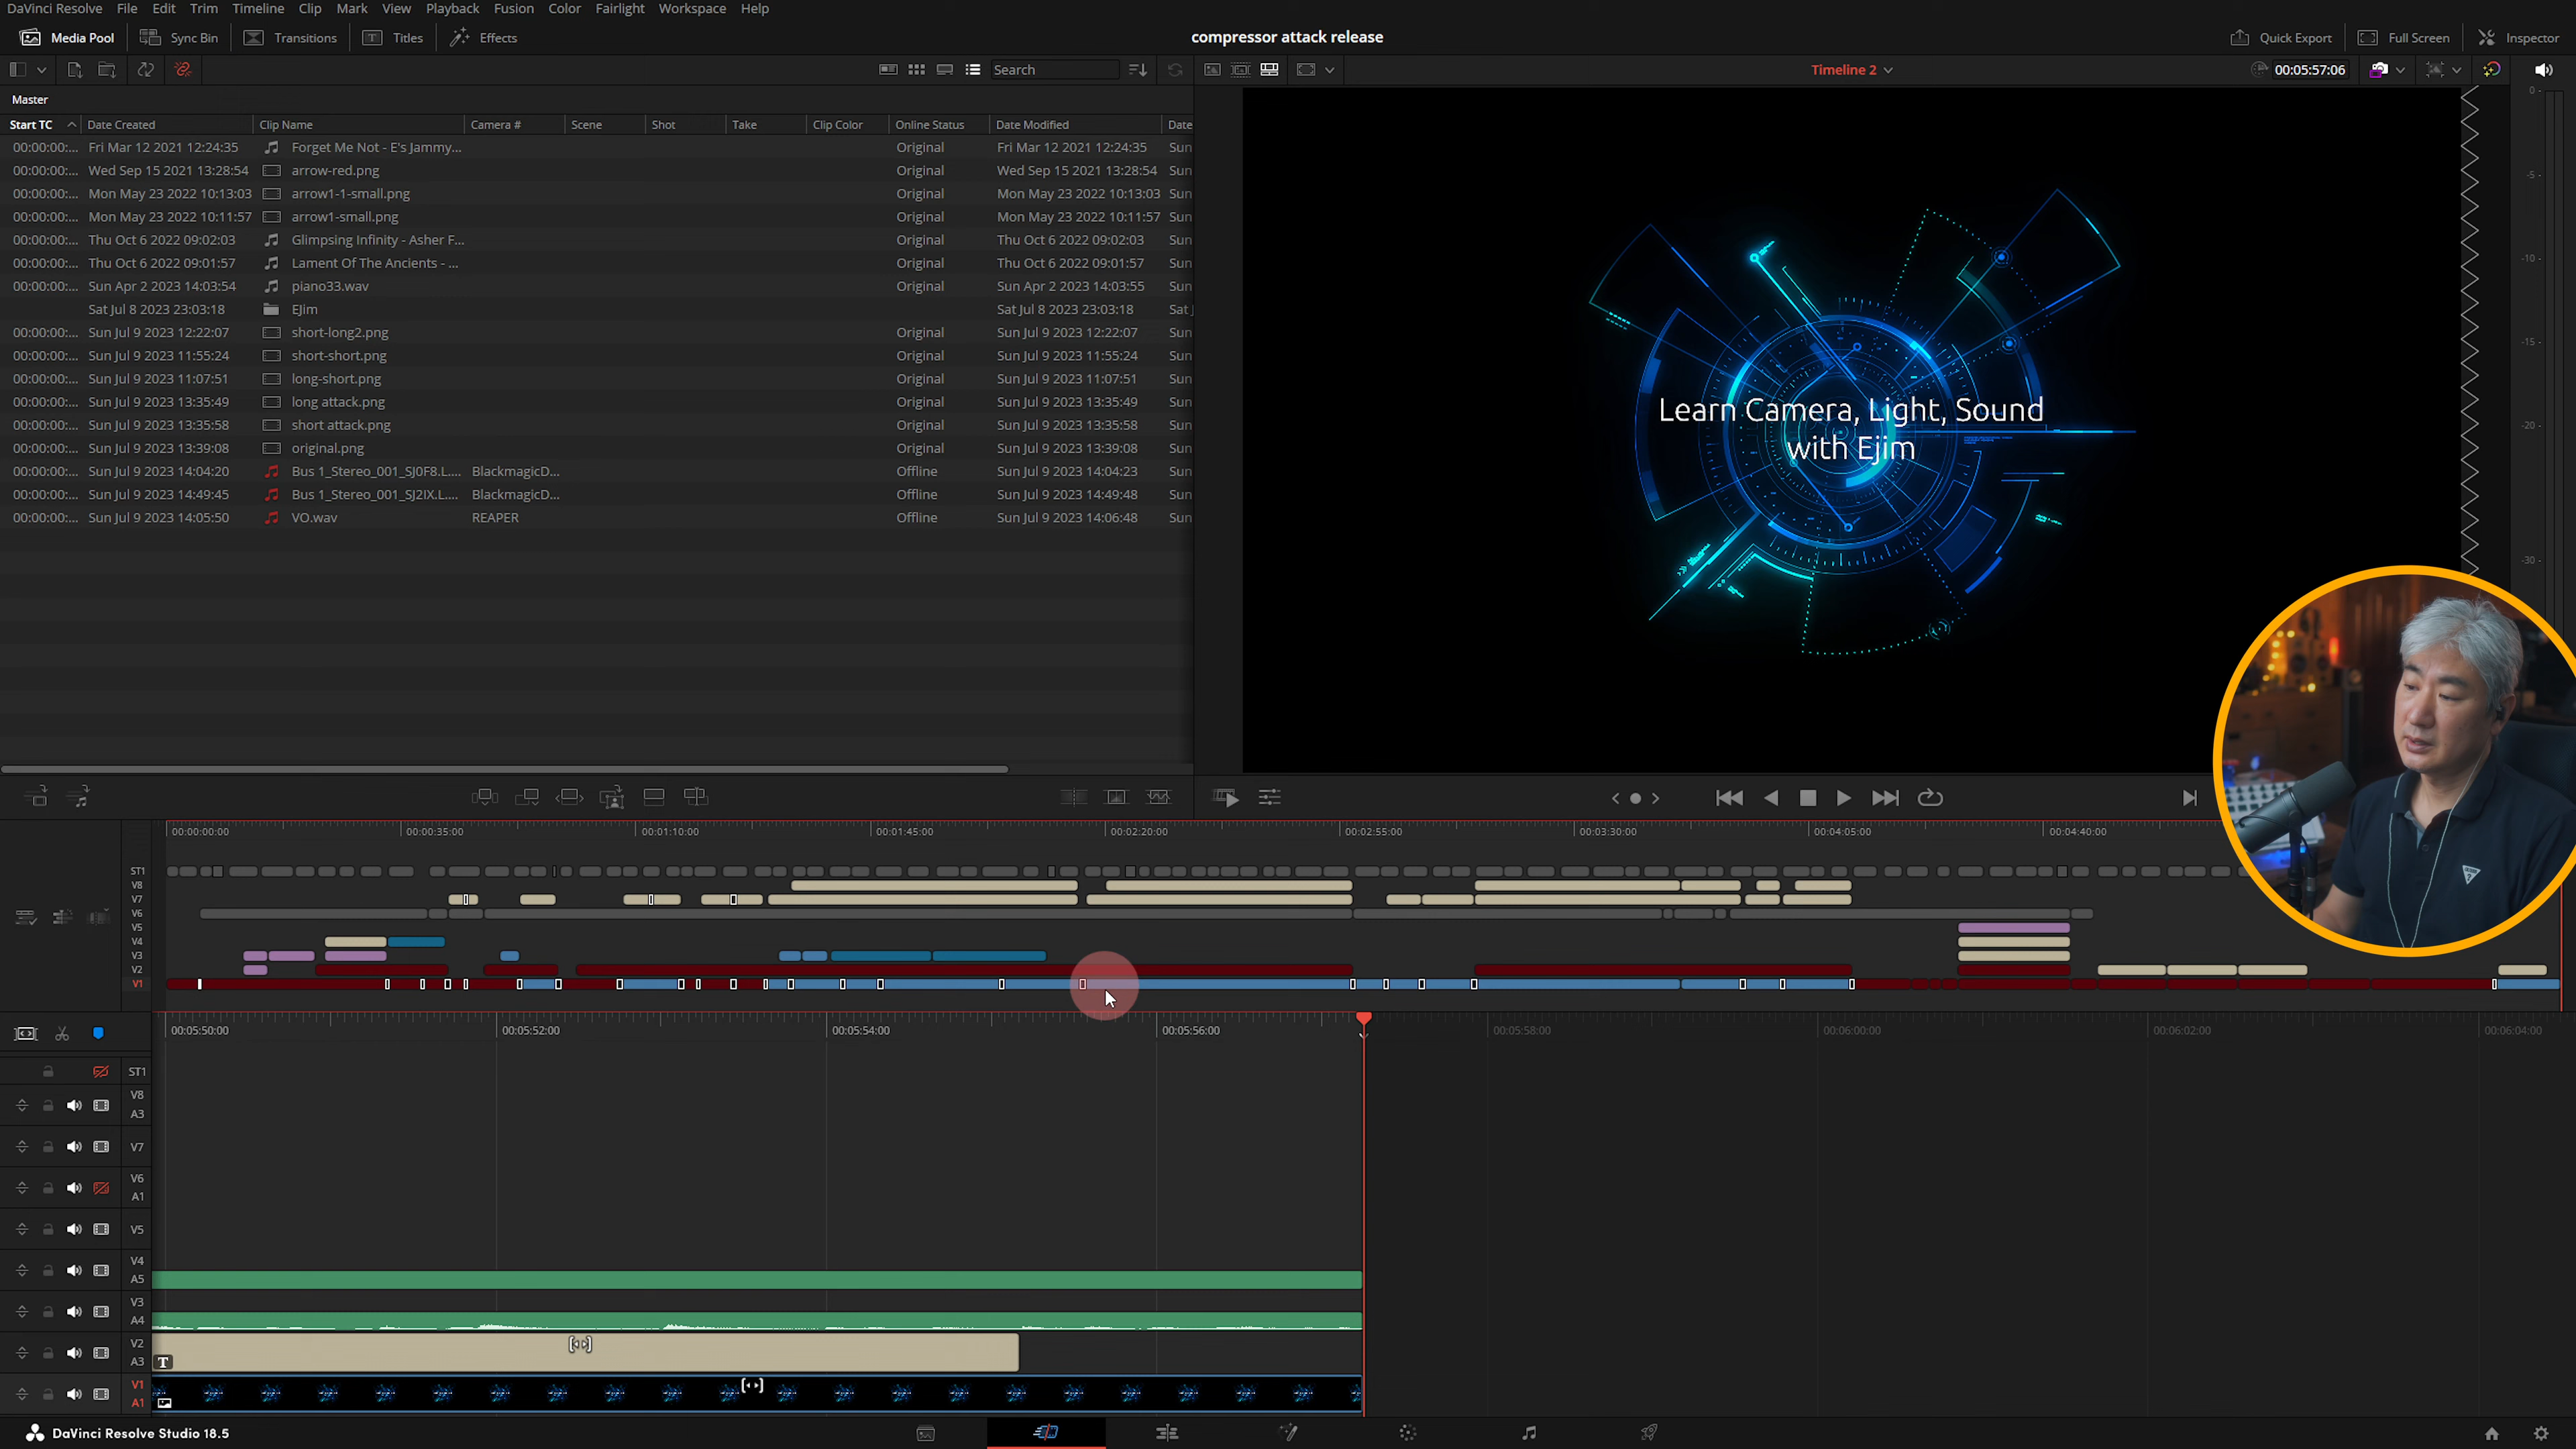 DaVinci Resolve File Edit Trim Timeline Clip Mark View Playback Fusion Color Fairlight Workspace Help
Media Pool Sync Bin Transitions Titles Effects compressor attack release Quick Export Full Screen Inspector
Search Timeline 2 00:05:57:06
Master
Start TC Date Created Clip Name Camera # Scene Shot Take Clip Color Online Status Date Modified Date
00:00:00:... Fri Mar 12 2021 12:24:35 Forget Me Not - E's Jammy... Original Fri Mar 12 2021 12:24:35 Sun
00:00:00:... Wed Sep 15 2021 13:28:54 arrow-red.png Original Wed Sep 15 2021 13:28:54 Sun
00:00:00:... Mon May 23 2022 10:13:03 arrow1-1-small.png Original Mon May 23 2022 10:13:03 Sun
00:00:00:... Mon May 23 2022 10:11:57 arrow1-small.png Original Mon May 23 2022 10:11:57 Sun
00:00:00:... Thu Oct 6 2022 09:02:03 Glimpsing Infinity - Asher F... Original Thu Oct 6 2022 09:02:03 Sun
00:00:00:... Thu Oct 6 2022 09:01:57 Lament Of The Ancients - ... Original Thu Oct 6 2022 09:01:57 Sun
00:00:00:... Sun Apr 2 2023 14:03:54 piano33.wav Original Sun Apr 2 2023 14:03:55 Sun
Sat Jul 8 2023 23:03:18 EJim Sat Jul 8 2023 23:03:18 Sat J
00:00:00:... Sun Jul 9 2023 12:22:07 short-long2.png Original Sun Jul 9 2023 12:22:07 Sun
00:00:00:... Sun Jul 9 2023 11:55:24 short-short.png Original Sun Jul 9 2023 11:55:24 Sun
00:00:00:... Sun Jul 9 2023 11:07:51 long-short.png Original Sun Jul 9 2023 11:07:51 Sun
00:00:00:... Sun Jul 9 2023 13:35:49 long attack.png Original Sun Jul 9 2023 13:35:49 Sun
00:00:00:... Sun Jul 9 2023 13:35:58 short attack.png Original Sun Jul 9 2023 13:35:58 Sun
00:00:00:... Sun Jul 9 2023 13:39:08 original.png Original Sun Jul 9 2023 13:39:08 Sun
00:00:00:... Sun Jul 9 2023 14:04:20 Bus 1_Stereo_001_SJ0F8.L.... BlackmagicD... Offline Sun Jul 9 2023 14:04:23 Sun
00:00:00:... Sun Jul 9 2023 14:49:45 Bus 1_Stereo_001_SJ2IX.L.... BlackmagicD... Offline Sun Jul 9 2023 14:49:48 Sun
00:00:00:... Sun Jul 9 2023 14:05:50 VO.wav REAPER Offline Sun Jul 9 2023 14:06:48 Sun
Learn Camera, Light, Sound
with Ejim
0
-5
-10
-15
-20
-25
-30
00:00:00:00 00:00:35:00 00:01:10:00 00:01:45:00 00:02:20:00 00:02:55:00 00:03:30:00 00:04:05:00 00:04:40:00
ST1
V8
V7
V6
V5
V4
V3
V2
V1
00:05:50:00 00:05:52:00 00:05:54:00 00:05:56:00 00:05:58:00 00:06:00:00 00:06:02:00 00:06:04:00
ST1
V8
A3
V7
V6
A1
V5
V4
A5
V3
A4
V2
A3
T
V1
A1
DaVinci Resolve Studio 18.5